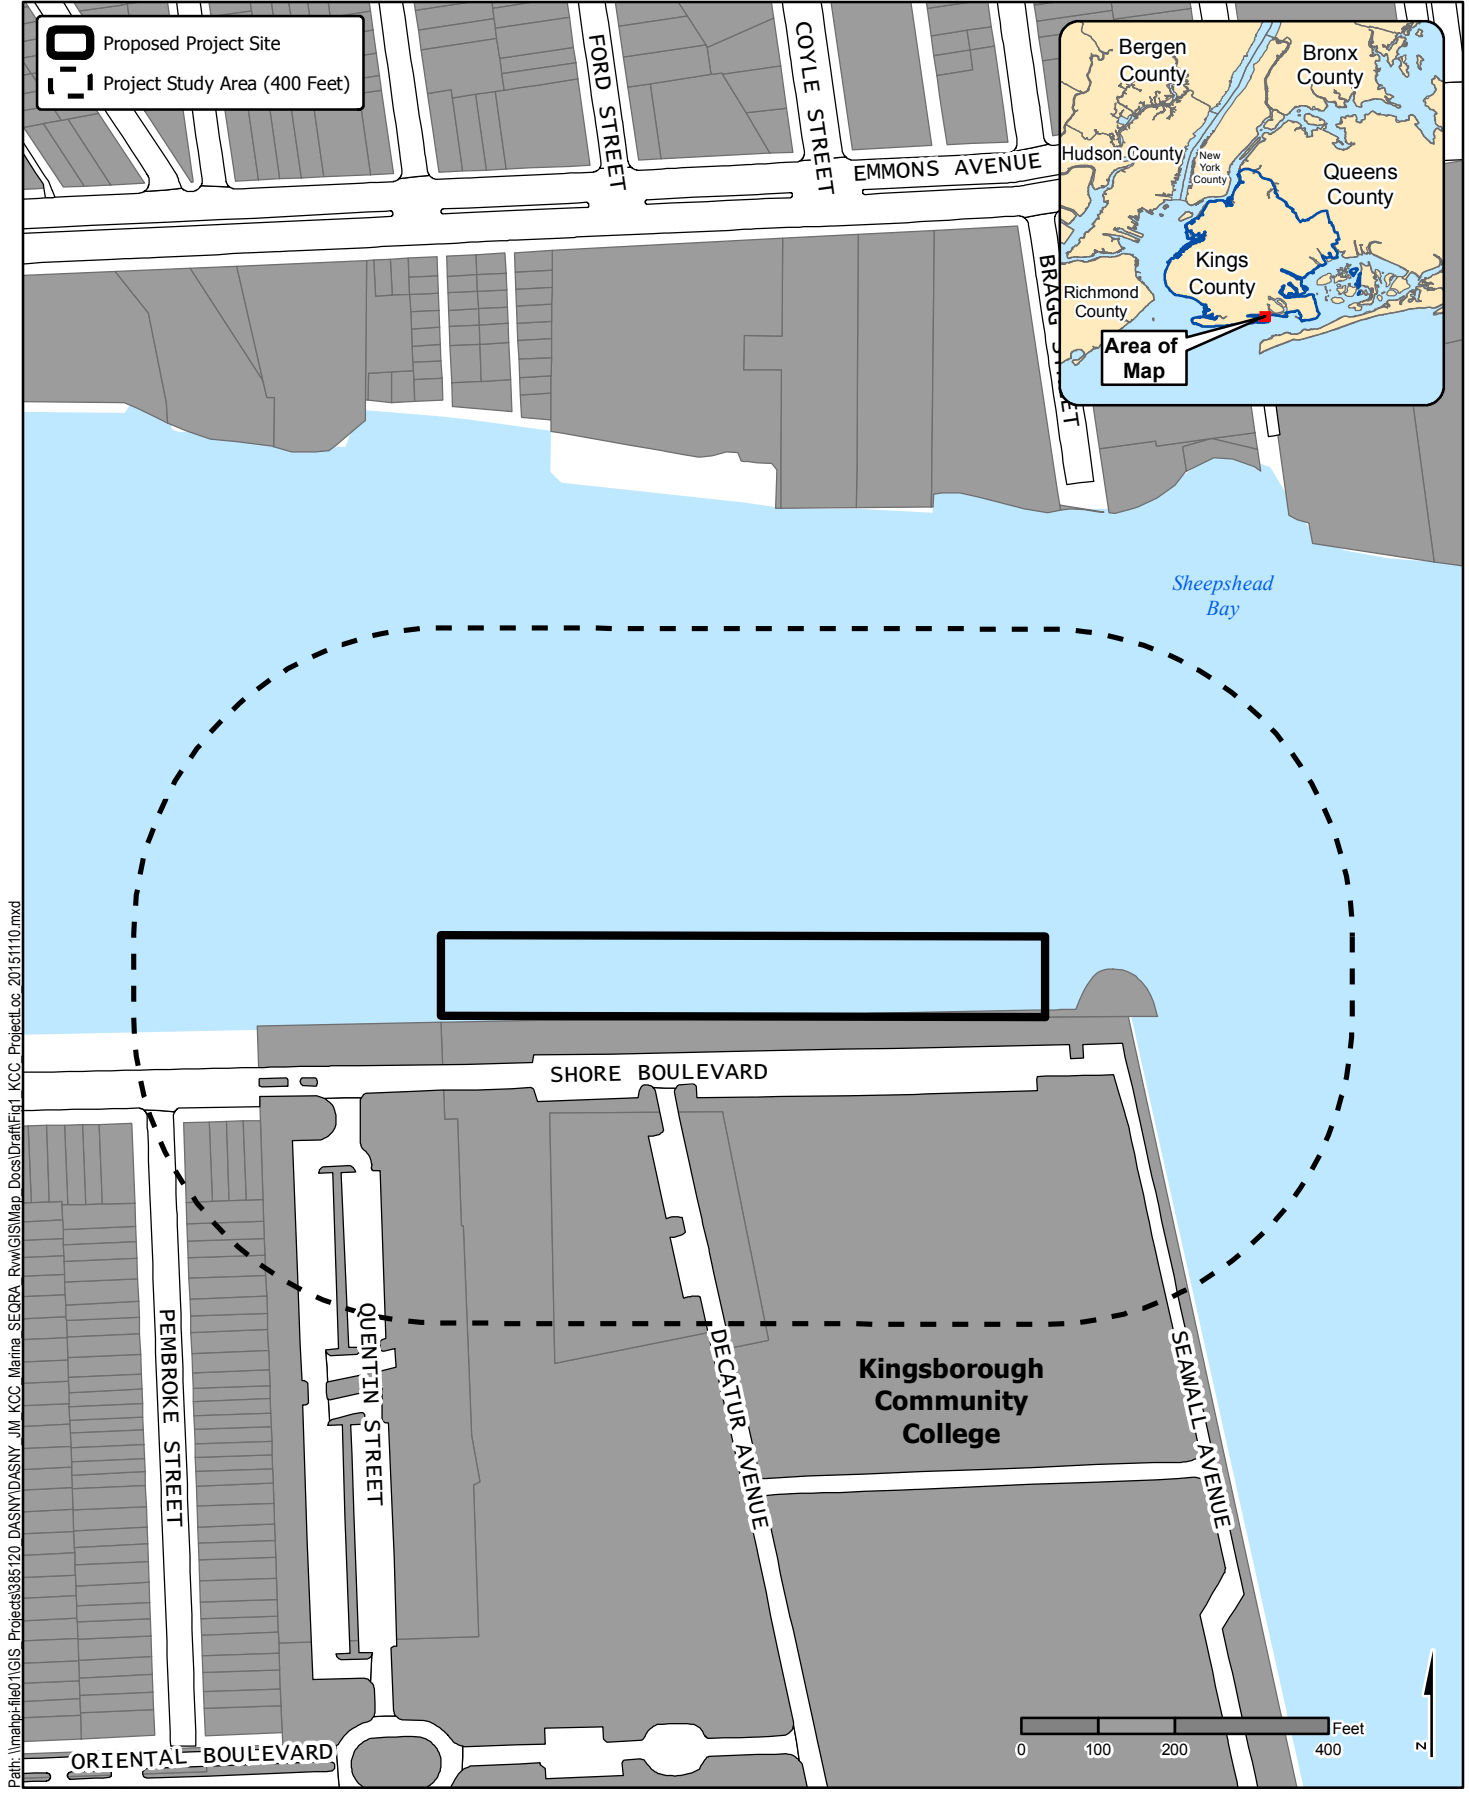 Proposed Project Site
Project Study Area (400 Feet)
FORD STREET
COYLE STREET
EMMONS AVENUE
Bergen
County
Bronx
County
Hudson County
New
York
County
Queens
County
Kings
County
Richmond
County
Area of
Map
Sheepshead
Bay
SHORE BOULEVARD
PEMBROKE STREET
QUENTIN STREET
DECATUR AVENUE
SEAWALL AVENUE
Kingsborough
Community
College
ORIENTAL BOULEVARD
Feet
0 100 200 400
N
Path: \\mahpi-file01\GIS_Projects\385120_DASNY\DASNY_JM_KCC_Marina_SEQRA_Rvw\GIS\Map_Docs\Draft\Fig1_KCC_ProjectLoc_20151110.mxd